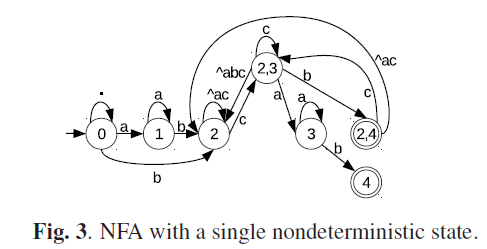 c
^abc 2,3 ^ac
. a ^ac b c
a a
0 a 1 b 2 c 3 2,4
b b
4
Fig. 3. NFA with a single nondeterministic state.